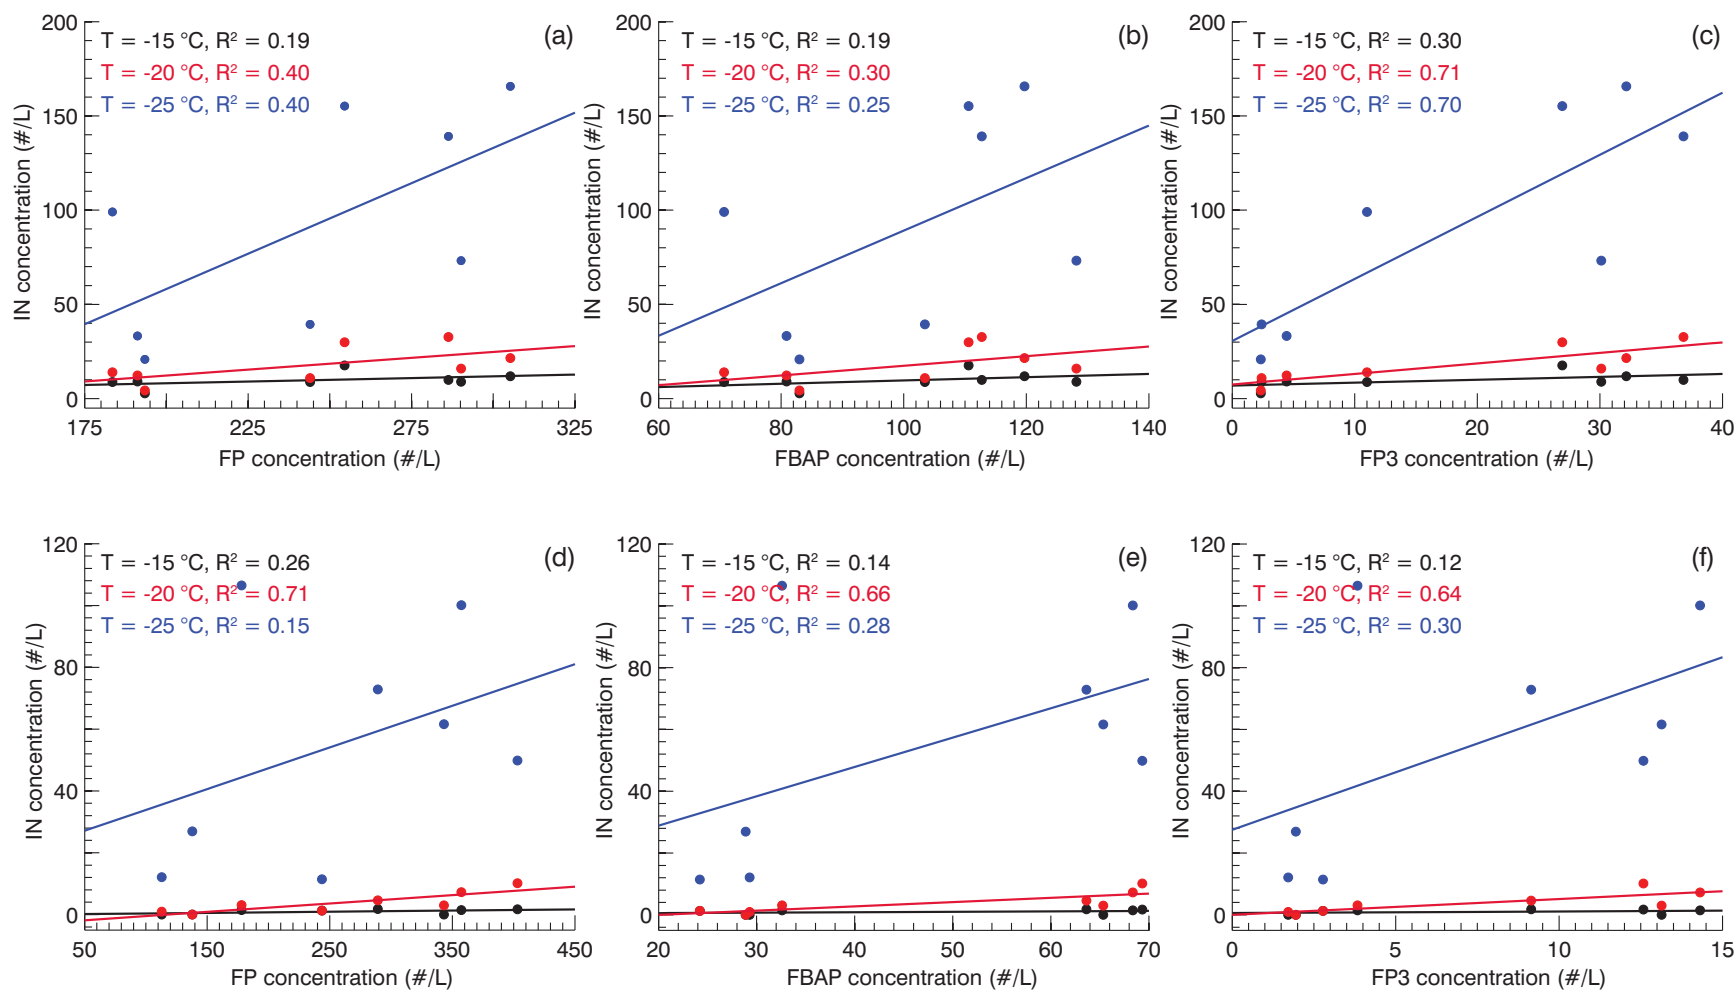 (a)
T = -15 °C, R² = 0.19
T = -20 °C, R² = 0.40
T = -25 °C, R² = 0.40
IN concentration (#/L)
200
150
100
50
0
175 225 275 325
FP concentration (#/L)
(b)
T = -15 °C, R² = 0.19
T = -20 °C, R² = 0.30
T = -25 °C, R² = 0.25
IN concentration (#/L)
200
150
100
50
0
60 80 100 120 140
FBAP concentration (#/L)
(c)
T = -15 °C, R² = 0.30
T = -20 °C, R² = 0.71
T = -25 °C, R² = 0.70
IN concentration (#/L)
200
150
100
50
0
0 10 20 30 40
FP3 concentration (#/L)
(d)
T = -15 °C, R² = 0.26
T = -20 °C, R² = 0.71
T = -25 °C, R² = 0.15
IN concentration (#/L)
120
80
40
0
50 150 250 350 450
FP concentration (#/L)
(e)
T = -15 °C, R² = 0.14
T = -20 °C, R² = 0.66
T = -25 °C, R² = 0.28
IN concentration (#/L)
120
80
40
0
20 30 40 50 60 70
FBAP concentration (#/L)
(f)
T = -15 °C, R² = 0.12
T = -20 °C, R² = 0.64
T = -25 °C, R² = 0.30
IN concentration (#/L)
120
80
40
0
0 5 10 15
FP3 concentration (#/L)